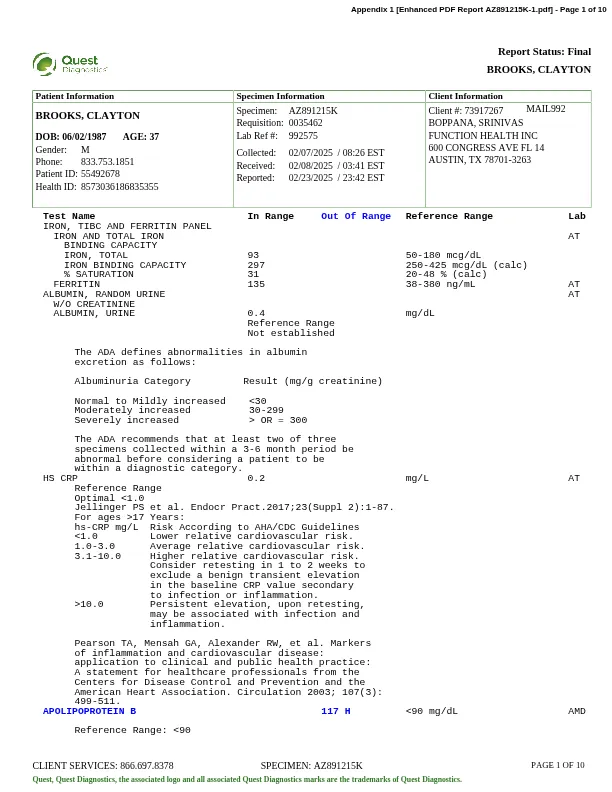 Appendix 1 [Enhanced PDF Report AZ891215K-1.pdf] - Page 1 of 10
Quest
Diagnostics
Report Status: Final
BROOKS, CLAYTON
Patient Information
BROOKS, CLAYTON
DOB: 06/02/1987 AGE: 37
Gender: M
Phone: 833.753.1851
Patient ID: 55492678
Health ID: 8573036186835355
Specimen Information
Specimen: AZ891215K
Requisition: 0035462
Lab Ref #: 992575
Collected: 02/07/2025 / 08:26 EST
Received: 02/08/2025 / 03:41 EST
Reported: 02/23/2025 / 23:42 EST
Client Information
Client #: 73917267 MAIL992
BOPPANA, SRINIVAS
FUNCTION HEALTH INC
600 CONGRESS AVE FL 14
AUSTIN, TX 78701-3263
Test Name In Range Out Of Range Reference Range Lab
IRON, TIBC AND FERRITIN PANEL
IRON AND TOTAL IRON AT
BINDING CAPACITY
IRON, TOTAL 93 50-180 mcg/dL
IRON BINDING CAPACITY 297 250-425 mcg/dL (calc)
% SATURATION 31 20-48 % (calc)
FERRITIN 135 38-380 ng/mL AT
ALBUMIN, RANDOM URINE AT
W/O CREATININE
ALBUMIN, URINE 0.4 mg/dL
Reference Range
Not established
The ADA defines abnormalities in albumin
excretion as follows:
Albuminuria Category Result (mg/g creatinine)
Normal to Mildly increased <30
Moderately increased 30-299
Severely increased > OR = 300
The ADA recommends that at least two of three
specimens collected within a 3-6 month period be
abnormal before considering a patient to be
within a diagnostic category.
HS CRP 0.2 mg/L AT
Reference Range
Optimal <1.0
Jellinger PS et al. Endocr Pract.2017;23(Suppl 2):1-87.
For ages >17 Years:
hs-CRP mg/L Risk According to AHA/CDC Guidelines
<1.0 Lower relative cardiovascular risk.
1.0-3.0 Average relative cardiovascular risk.
3.1-10.0 Higher relative cardiovascular risk.
Consider retesting in 1 to 2 weeks to
exclude a benign transient elevation
in the baseline CRP value secondary
to infection or inflammation.
>10.0 Persistent elevation, upon retesting,
may be associated with infection and
inflammation.
Pearson TA, Mensah GA, Alexander RW, et al. Markers
of inflammation and cardiovascular disease:
application to clinical and public health practice:
A statement for healthcare professionals from the
Centers for Disease Control and Prevention and the
American Heart Association. Circulation 2003; 107(3):
499-511.
APOLIPOPROTEIN B 117 H <90 mg/dL AMD
Reference Range: <90
CLIENT SERVICES: 866.697.8378 SPECIMEN: AZ891215K PAGE 1 OF 10
Quest, Quest Diagnostics, the associated logo and all associated Quest Diagnostics marks are the trademarks of Quest Diagnostics.